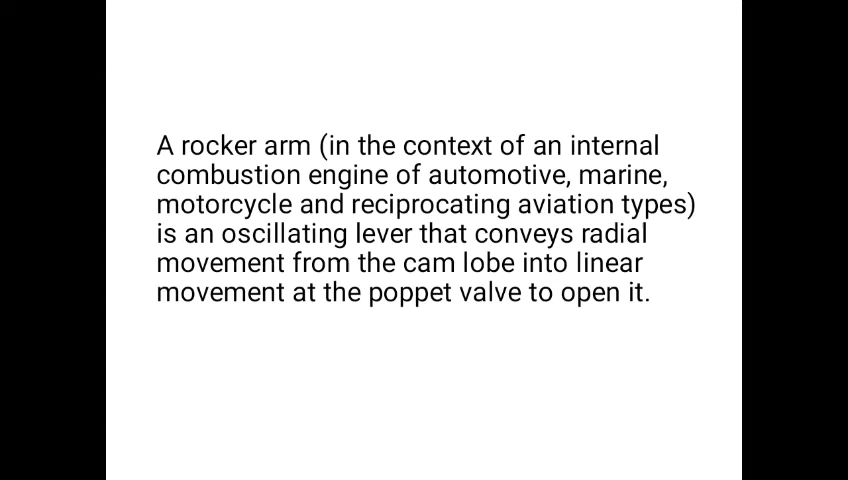 A rocker arm (in the context of an internal
combustion engine of automotive, marine,
motorcycle and reciprocating aviation types)
is an oscillating lever that conveys radial
movement from the cam lobe into linear
movement at the poppet valve to open it.